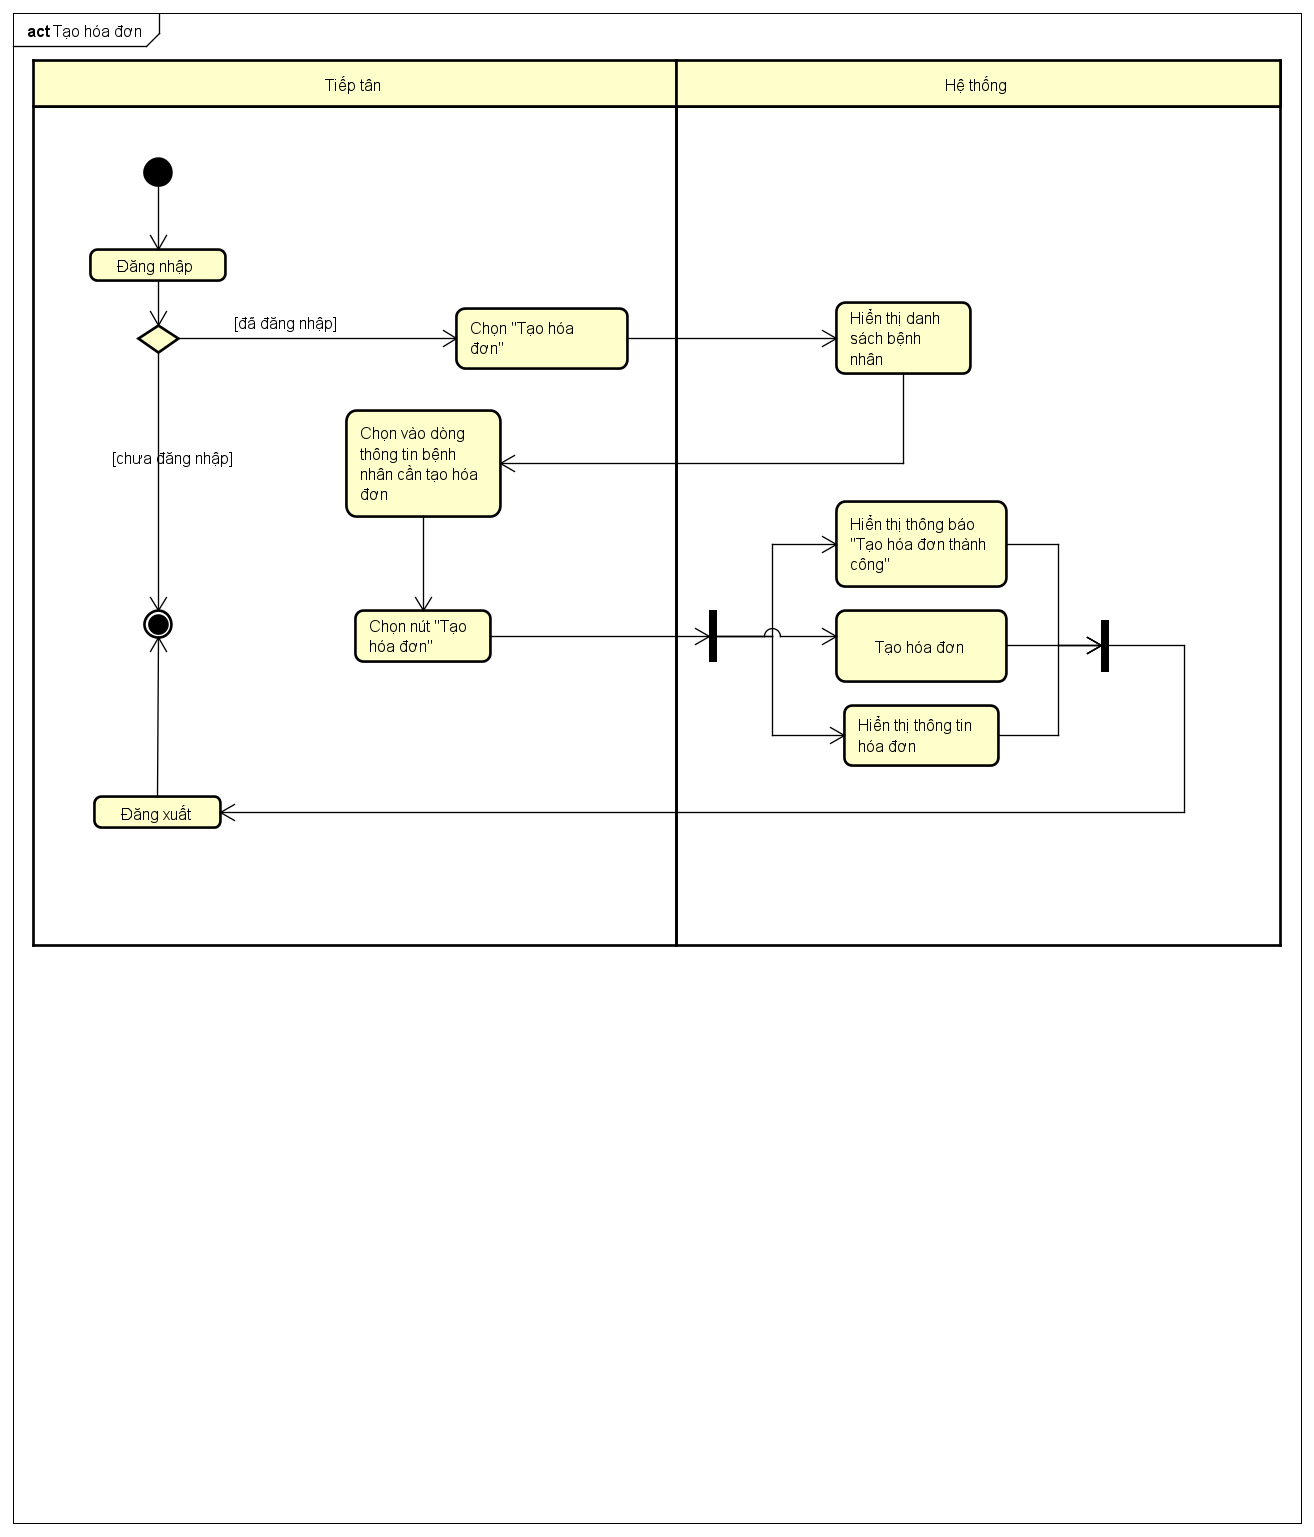 act Tạo hóa đơn
Tiếp tân
Hệ thống
Đăng nhập
[đã đăng nhập]
Chọn "Tạo hóa
đơn"
Hiển thị danh
sách bệnh
nhân
Chọn vào dòng
thông tin bệnh
nhân cần tạo hóa
đơn
[chưa đăng nhập]
Hiển thị thông báo
"Tạo hóa đơn thành
công"
Chọn nút "Tạo
hóa đơn"
Tạo hóa đơn
Hiển thị thông tin
hóa đơn
Đăng xuất